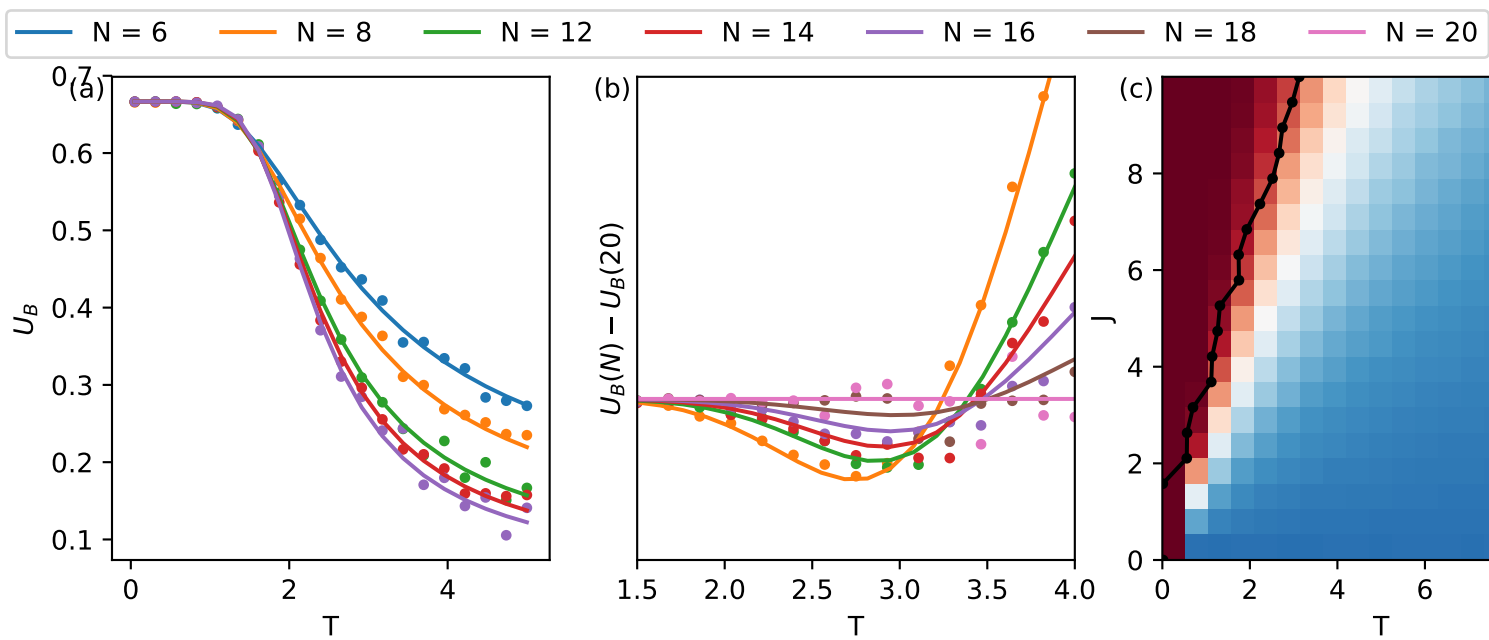 N = 6 N = 8 N = 12 N = 14 N = 16 N = 18 N = 20
(a)
0.7
0.6
0.5
0.4
0.3
0.2
0.1
U_B
0 2 4
T
(b)
U_B(N) − U_B(20)
1.5 2.0 2.5 3.0 3.5 4.0
T
(c)
8
6
4
2
0
J
0 2 4 6
T